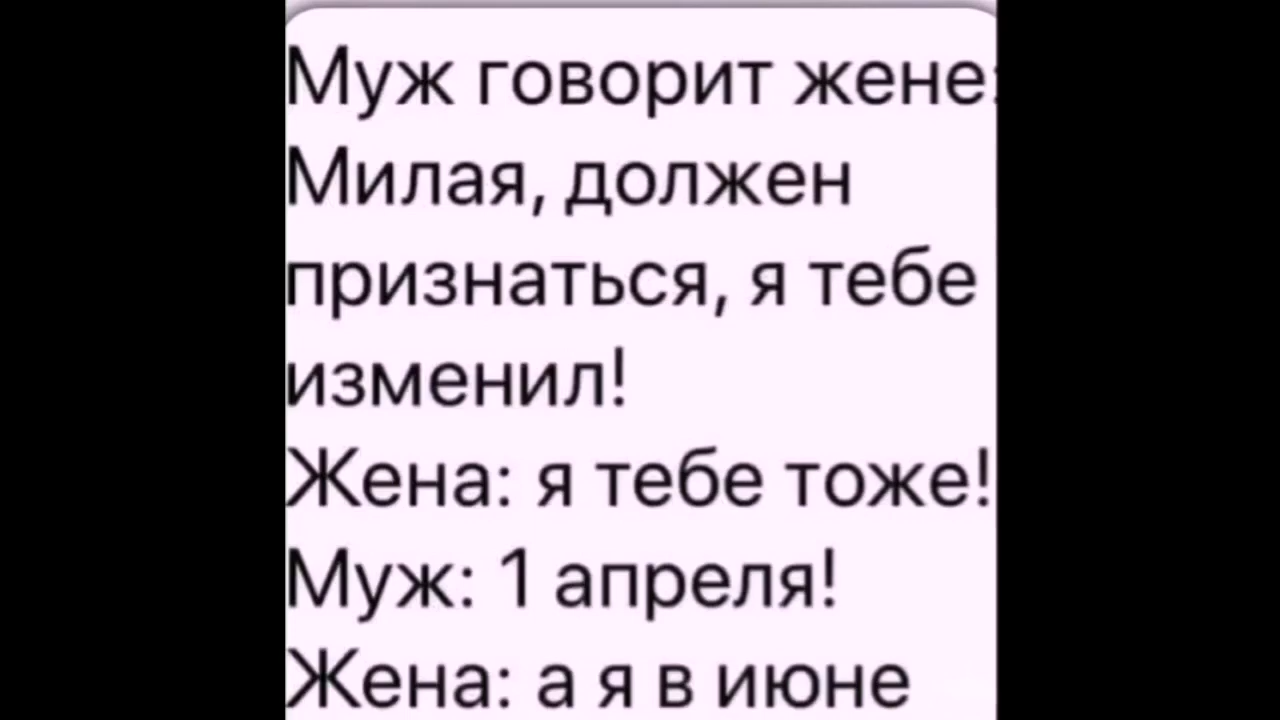 Муж говорит жене:
Милая, должен
признаться, я тебе
изменил!
Жена: я тебе тоже!
Муж: 1 апреля!
Жена: а я в июне